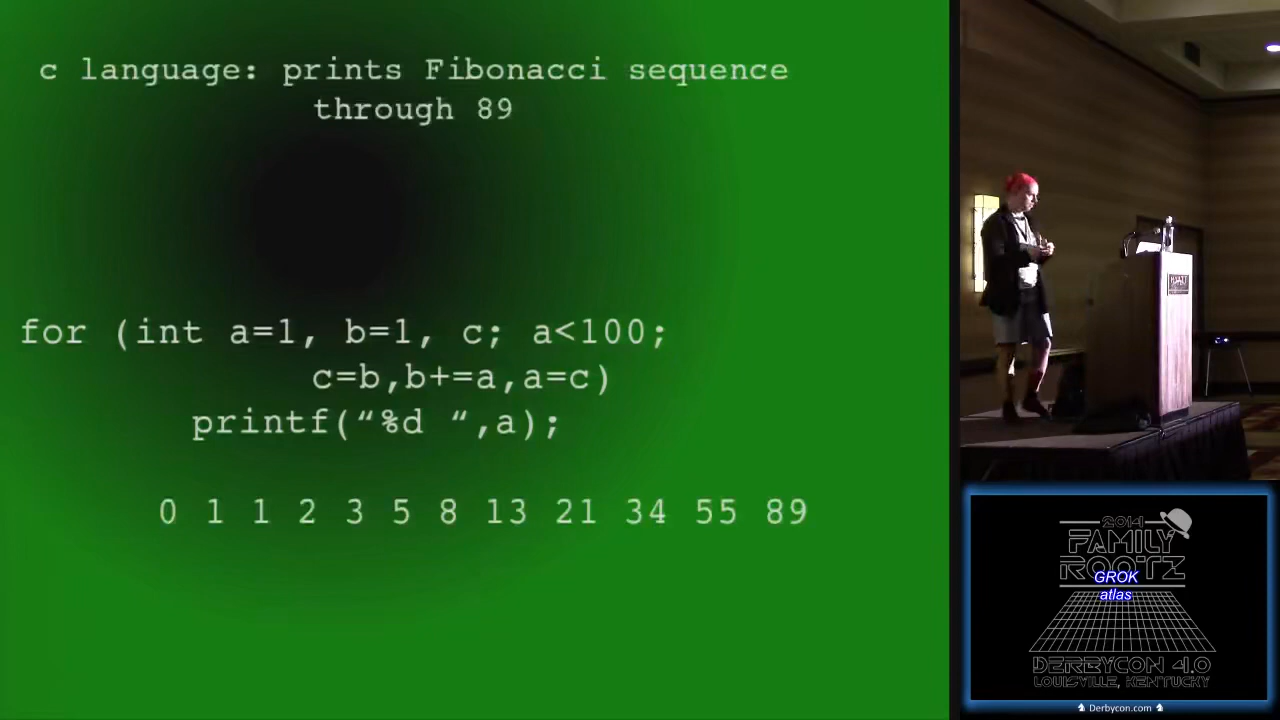 c language: prints Fibonacci sequence
through 89
for (int a=1, b=1, c; a<100;
c=b,b+=a,a=c)
printf(“%d “,a);
0 1 1 2 3 5 8 13 21 34 55 89
2014
FAMILY
ROOTZ
GROK
atlas
DERBYCON 4.0
LOUISVILLE, KENTUCKY
Derbycon.com